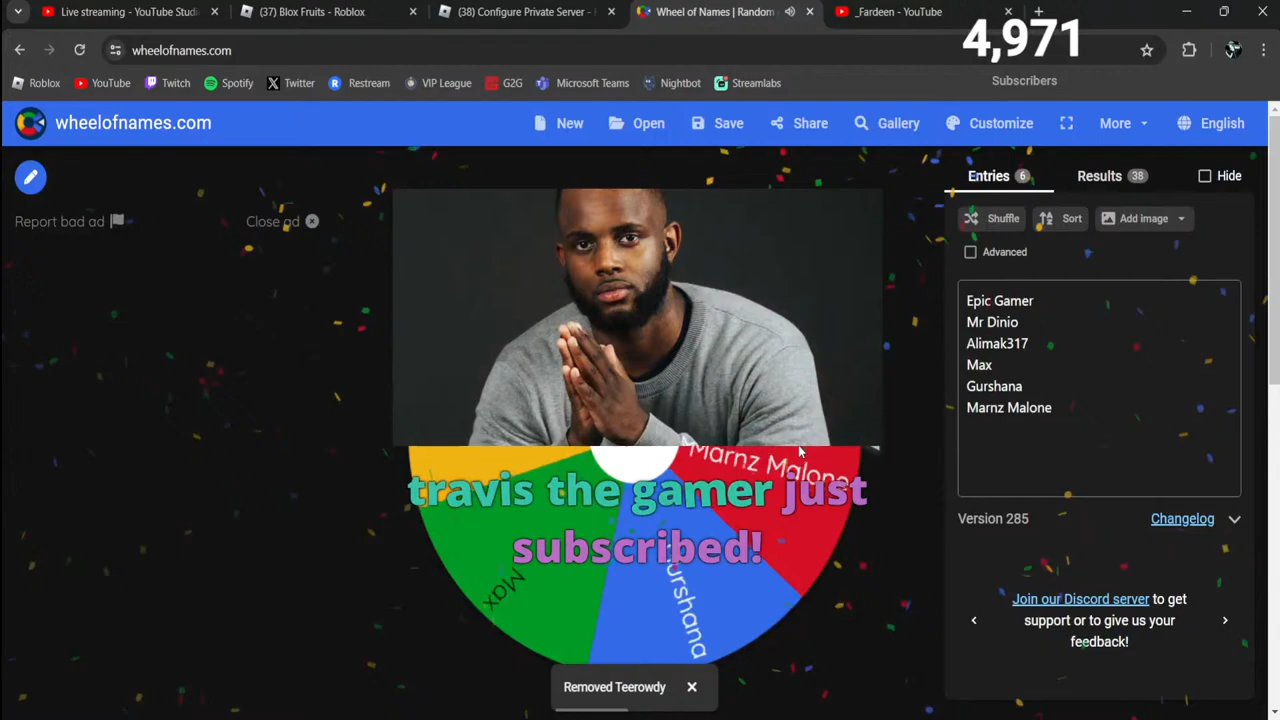 Live streaming - YouTube Studi
(37) Blox Fruits - Roblox
(38) Configure Private Server -
Wheel of Names | Random
_Fardeen - YouTube
wheelofnames.com
4,971
Subscribers
Roblox
YouTube
Twitch
Spotify
Twitter
Restream
VIP League
G2G
Microsoft Teams
Nightbot
Streamlabs
wheelofnames.com
New
Open
Save
Share
Gallery
Customize
More
English
Report bad ad
Close ad
Entries 6
Results 38
Hide
Shuffle
Sort
Add image
Advanced
Epic Gamer
Mr Dinio
Alimak317
Max
Gurshana
Marnz Malone
Marnz Malone
travis the gamer just
subscribed!
Max
Gurshana
Version 285
Changelog
Join our Discord server to get
support or to give us your
feedback!
Removed Teerowdy